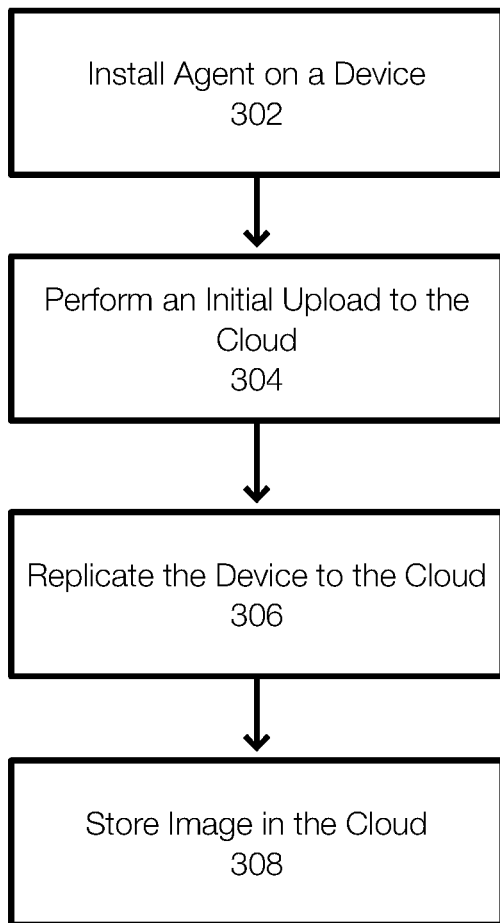 Install Agent on a Device
302
Perform an Initial Upload to the
Cloud
304
Replicate the Device to the Cloud
306
Store Image in the Cloud
308